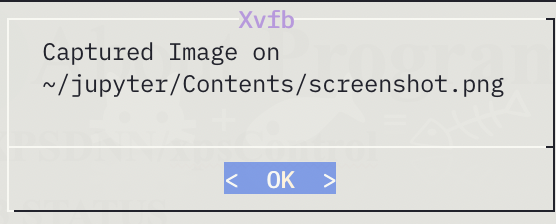 Xvfb
Captured Image on
~/jupyter/Contents/screenshot.png
< OK >